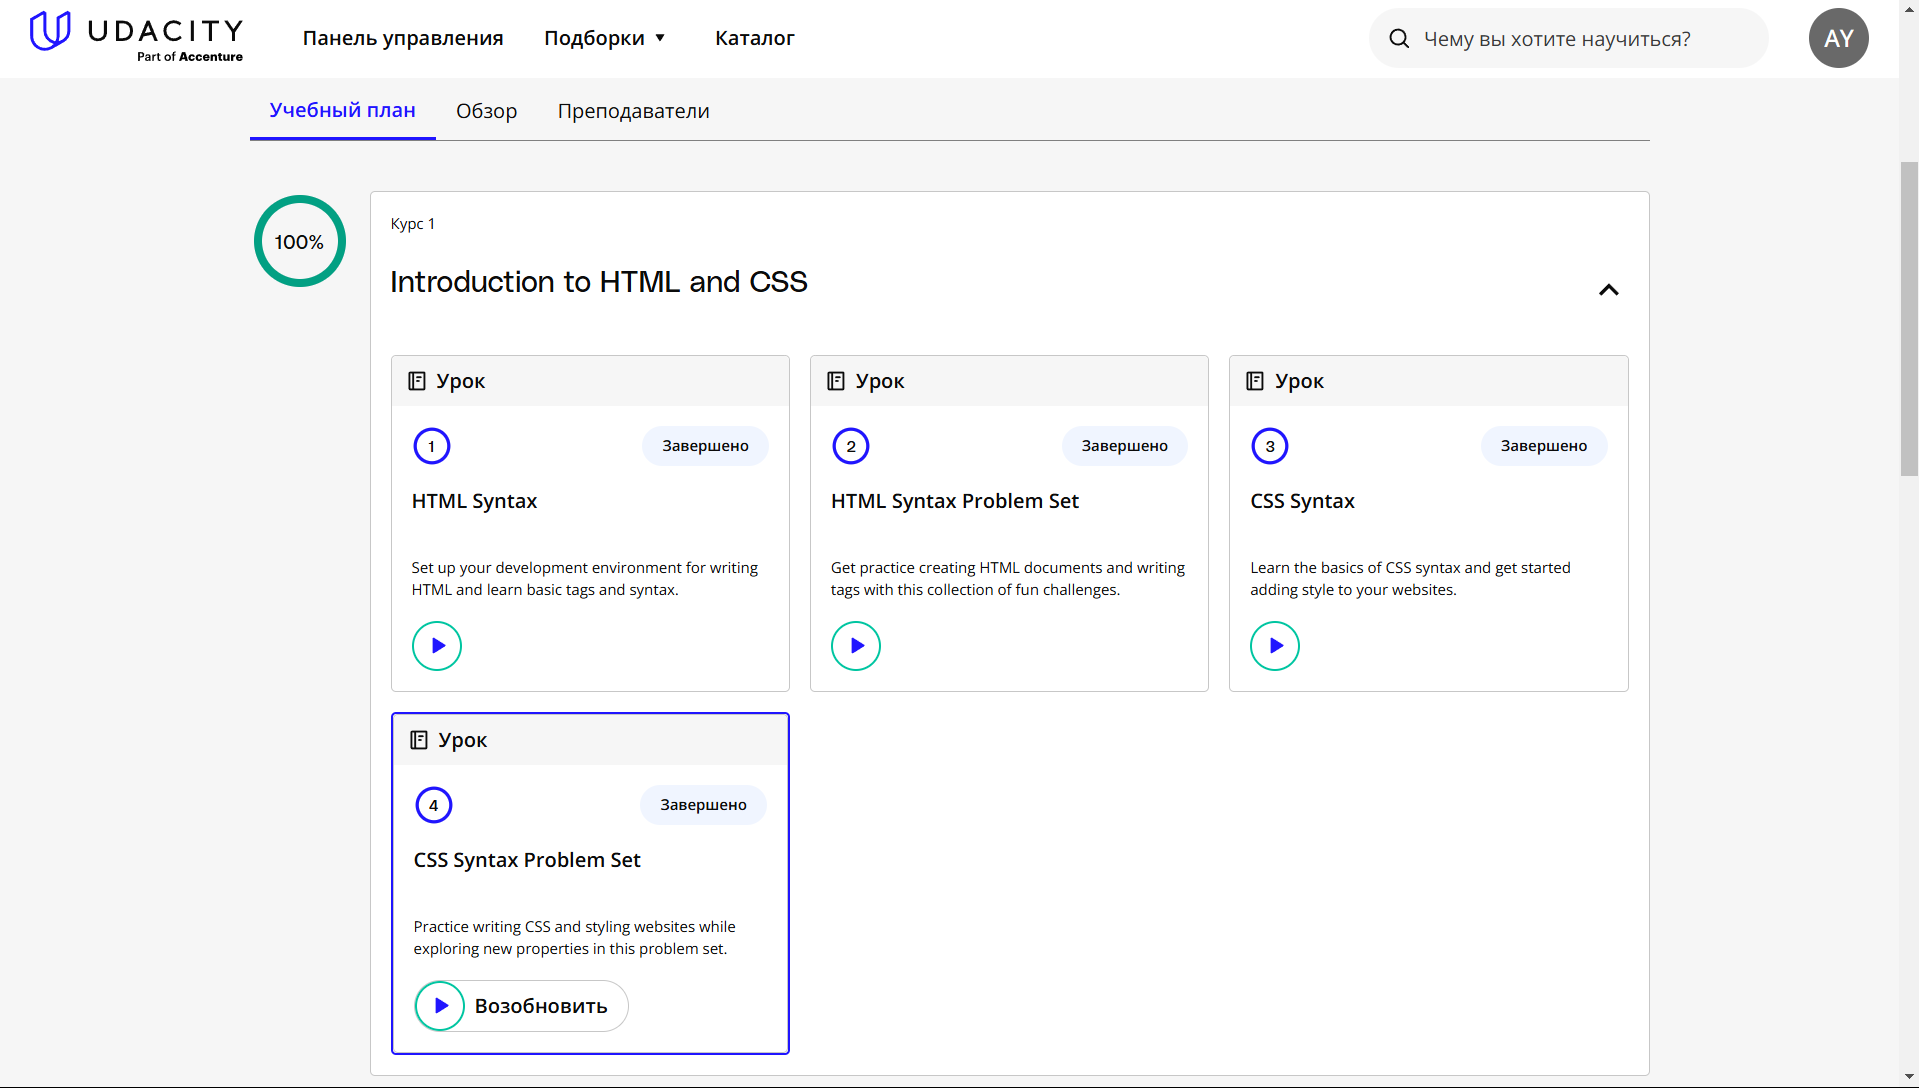 UDACITY
Part of Accenture
Панель управления
Подборки
Каталог
Чему вы хотите научиться?
AY
Учебный план
Обзор
Преподаватели
100%
Курс 1
Introduction to HTML and CSS
Урок
1
Завершено
HTML Syntax
Set up your development environment for writing
HTML and learn basic tags and syntax.
Урок
2
Завершено
HTML Syntax Problem Set
Get practice creating HTML documents and writing
tags with this collection of fun challenges.
Урок
3
Завершено
CSS Syntax
Learn the basics of CSS syntax and get started
adding style to your websites.
Урок
4
Завершено
CSS Syntax Problem Set
Practice writing CSS and styling websites while
exploring new properties in this problem set.
Возобновить